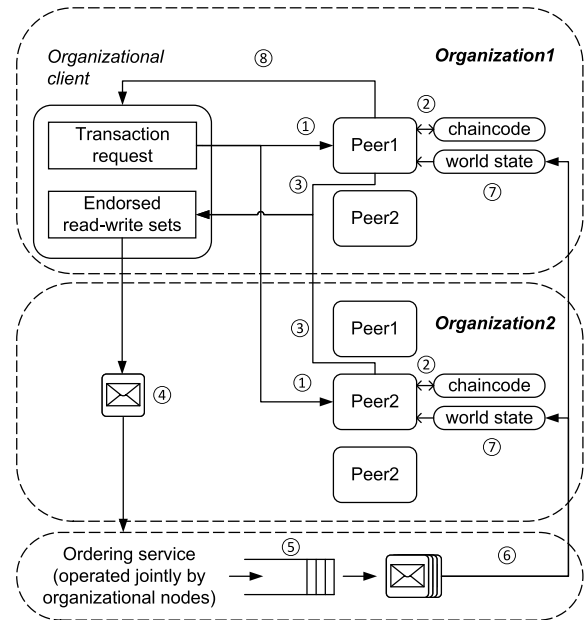 Organizational
client
⑧
Organization1
Transaction
request
①
Peer1
②
chaincode
world state
⑦
③
Endorsed
read-write sets
Peer2
Peer1
Organization2
③
①
Peer2
②
chaincode
world state
⑦
④
Peer2
Ordering service
(operated jointly by
organizational nodes)
⑤
⑥